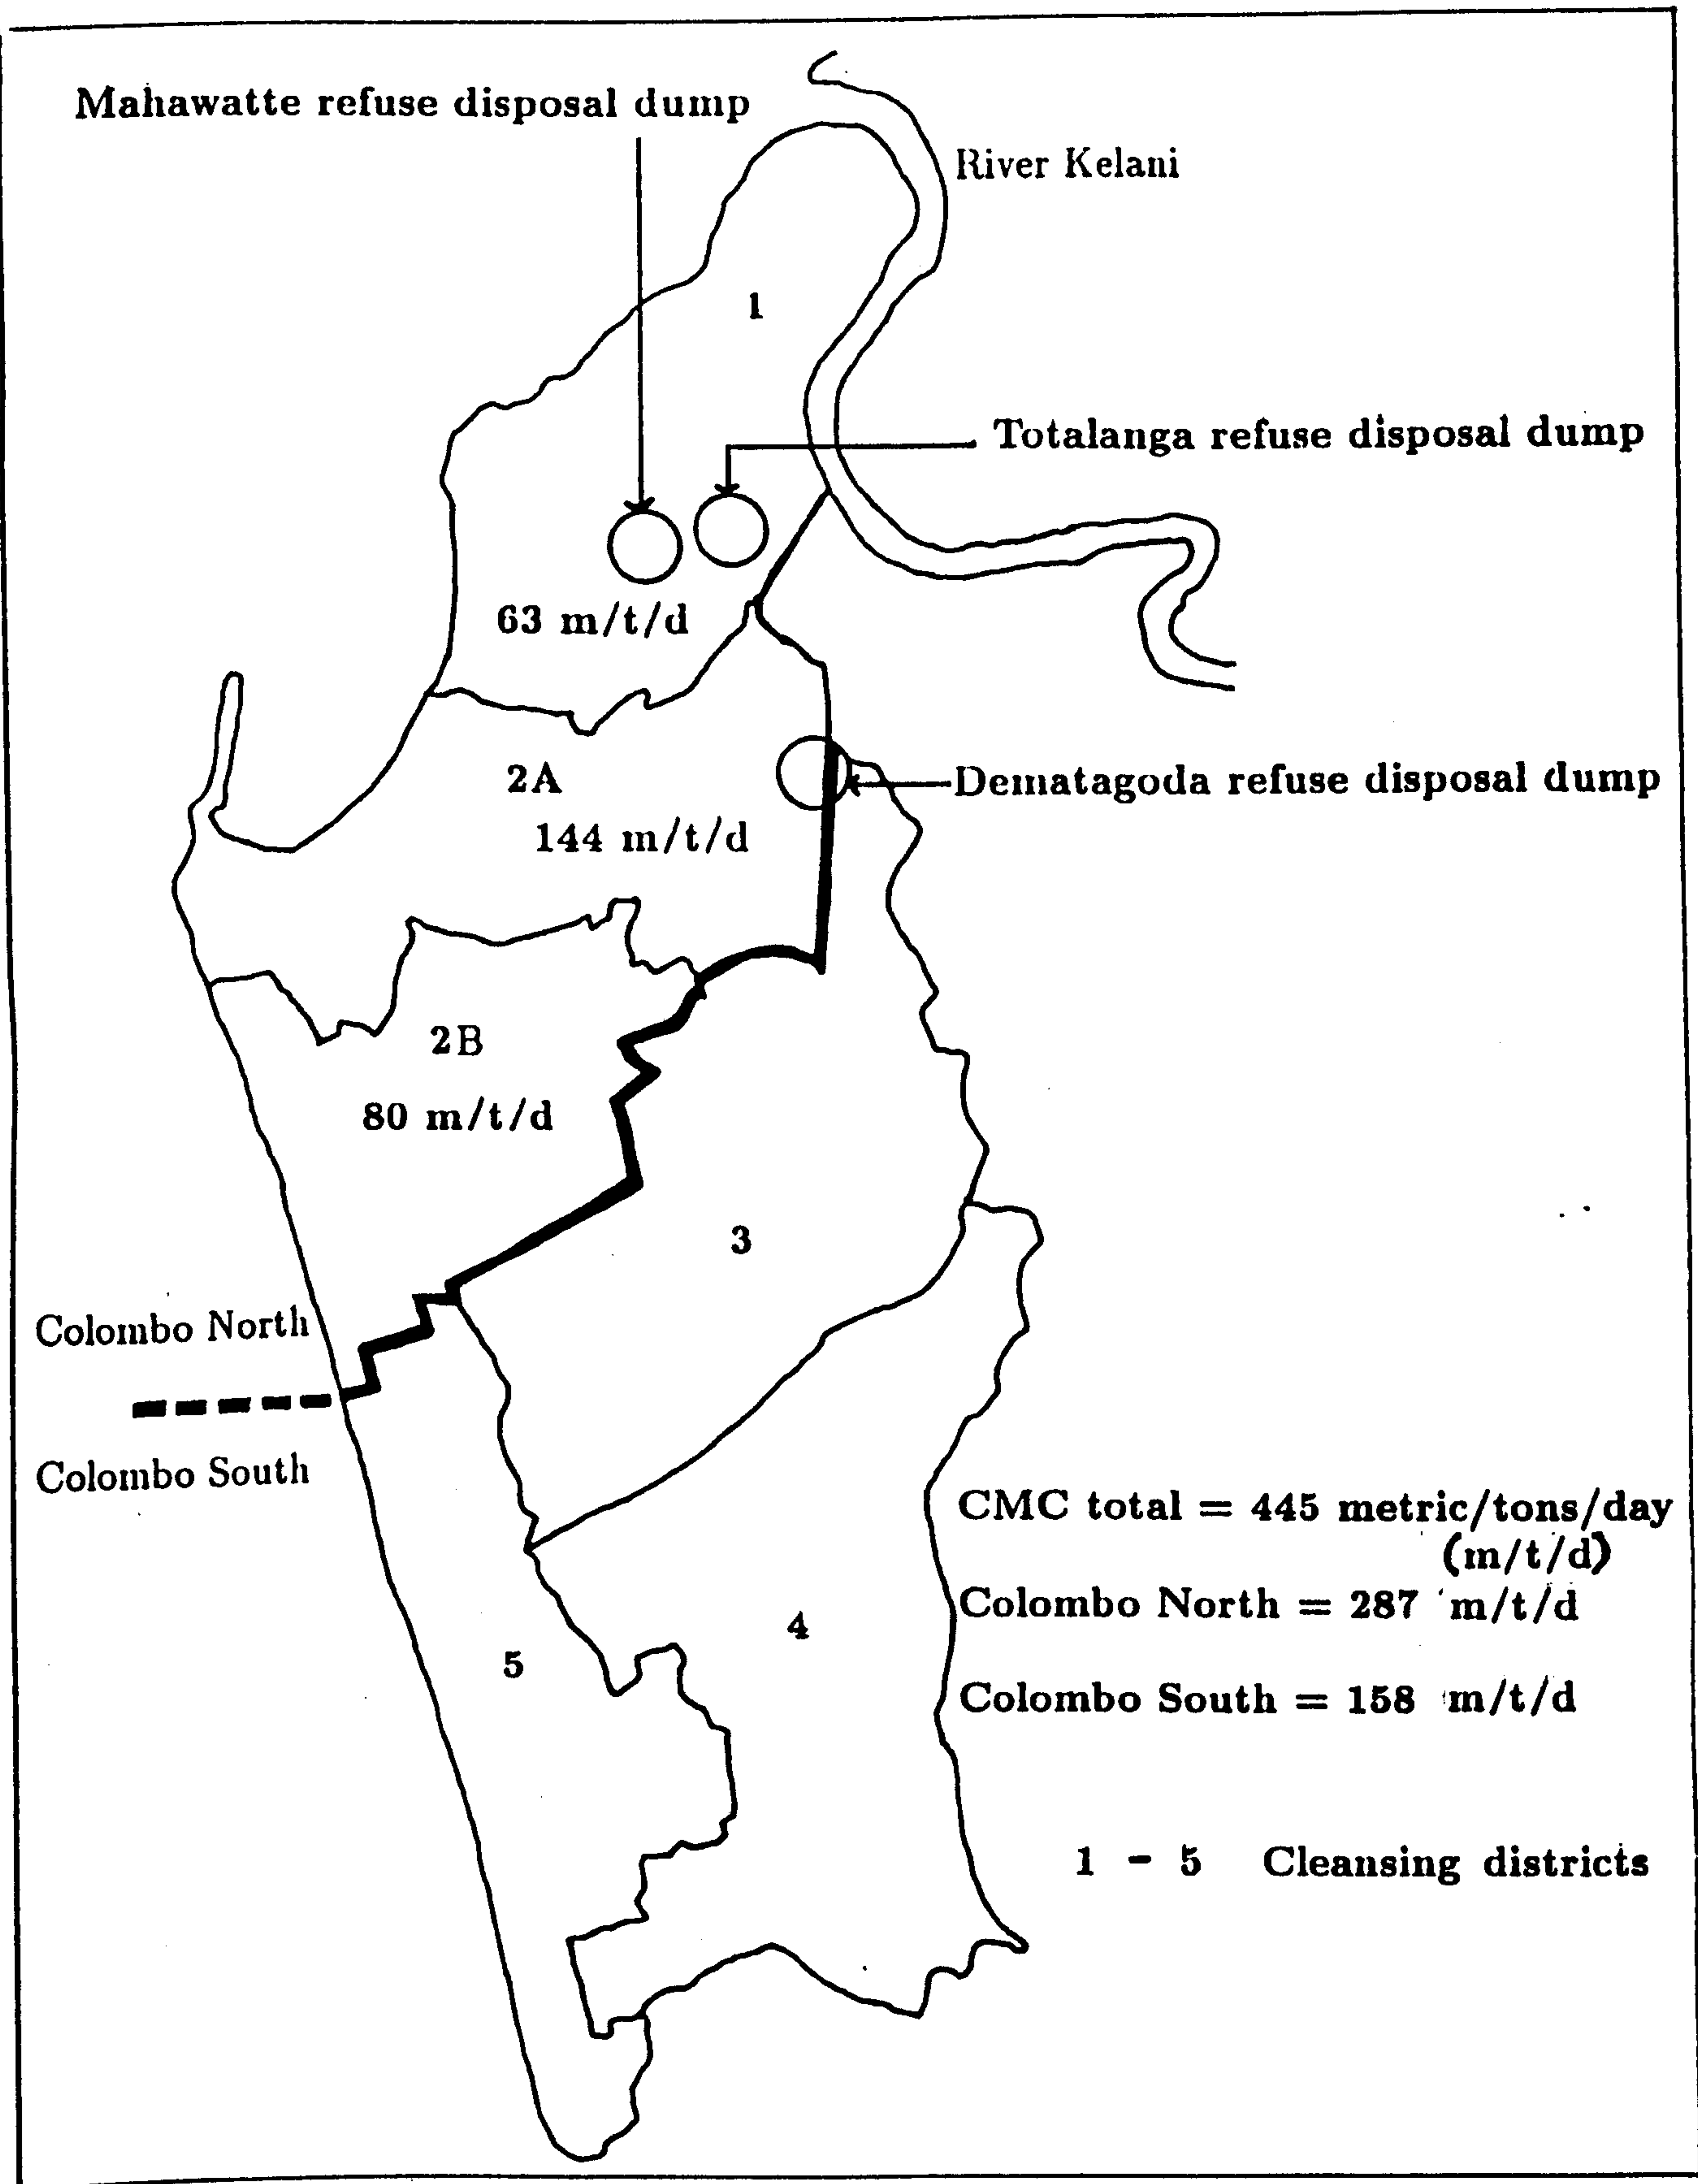 Mahawatte refuse disposal dump
River Kelani
1
Totalanga refuse disposal dump
63 m/t/d
2A
Dematagoda refuse disposal dump
144 m/t/d
2B
80 m/t/d
3
Colombo North
Colombo South
CMC total = 445 metric/tons/day
(m/t/d)
Colombo North = 287 m/t/d
4
5
Colombo South = 158 m/t/d
1 - 5 Cleansing districts